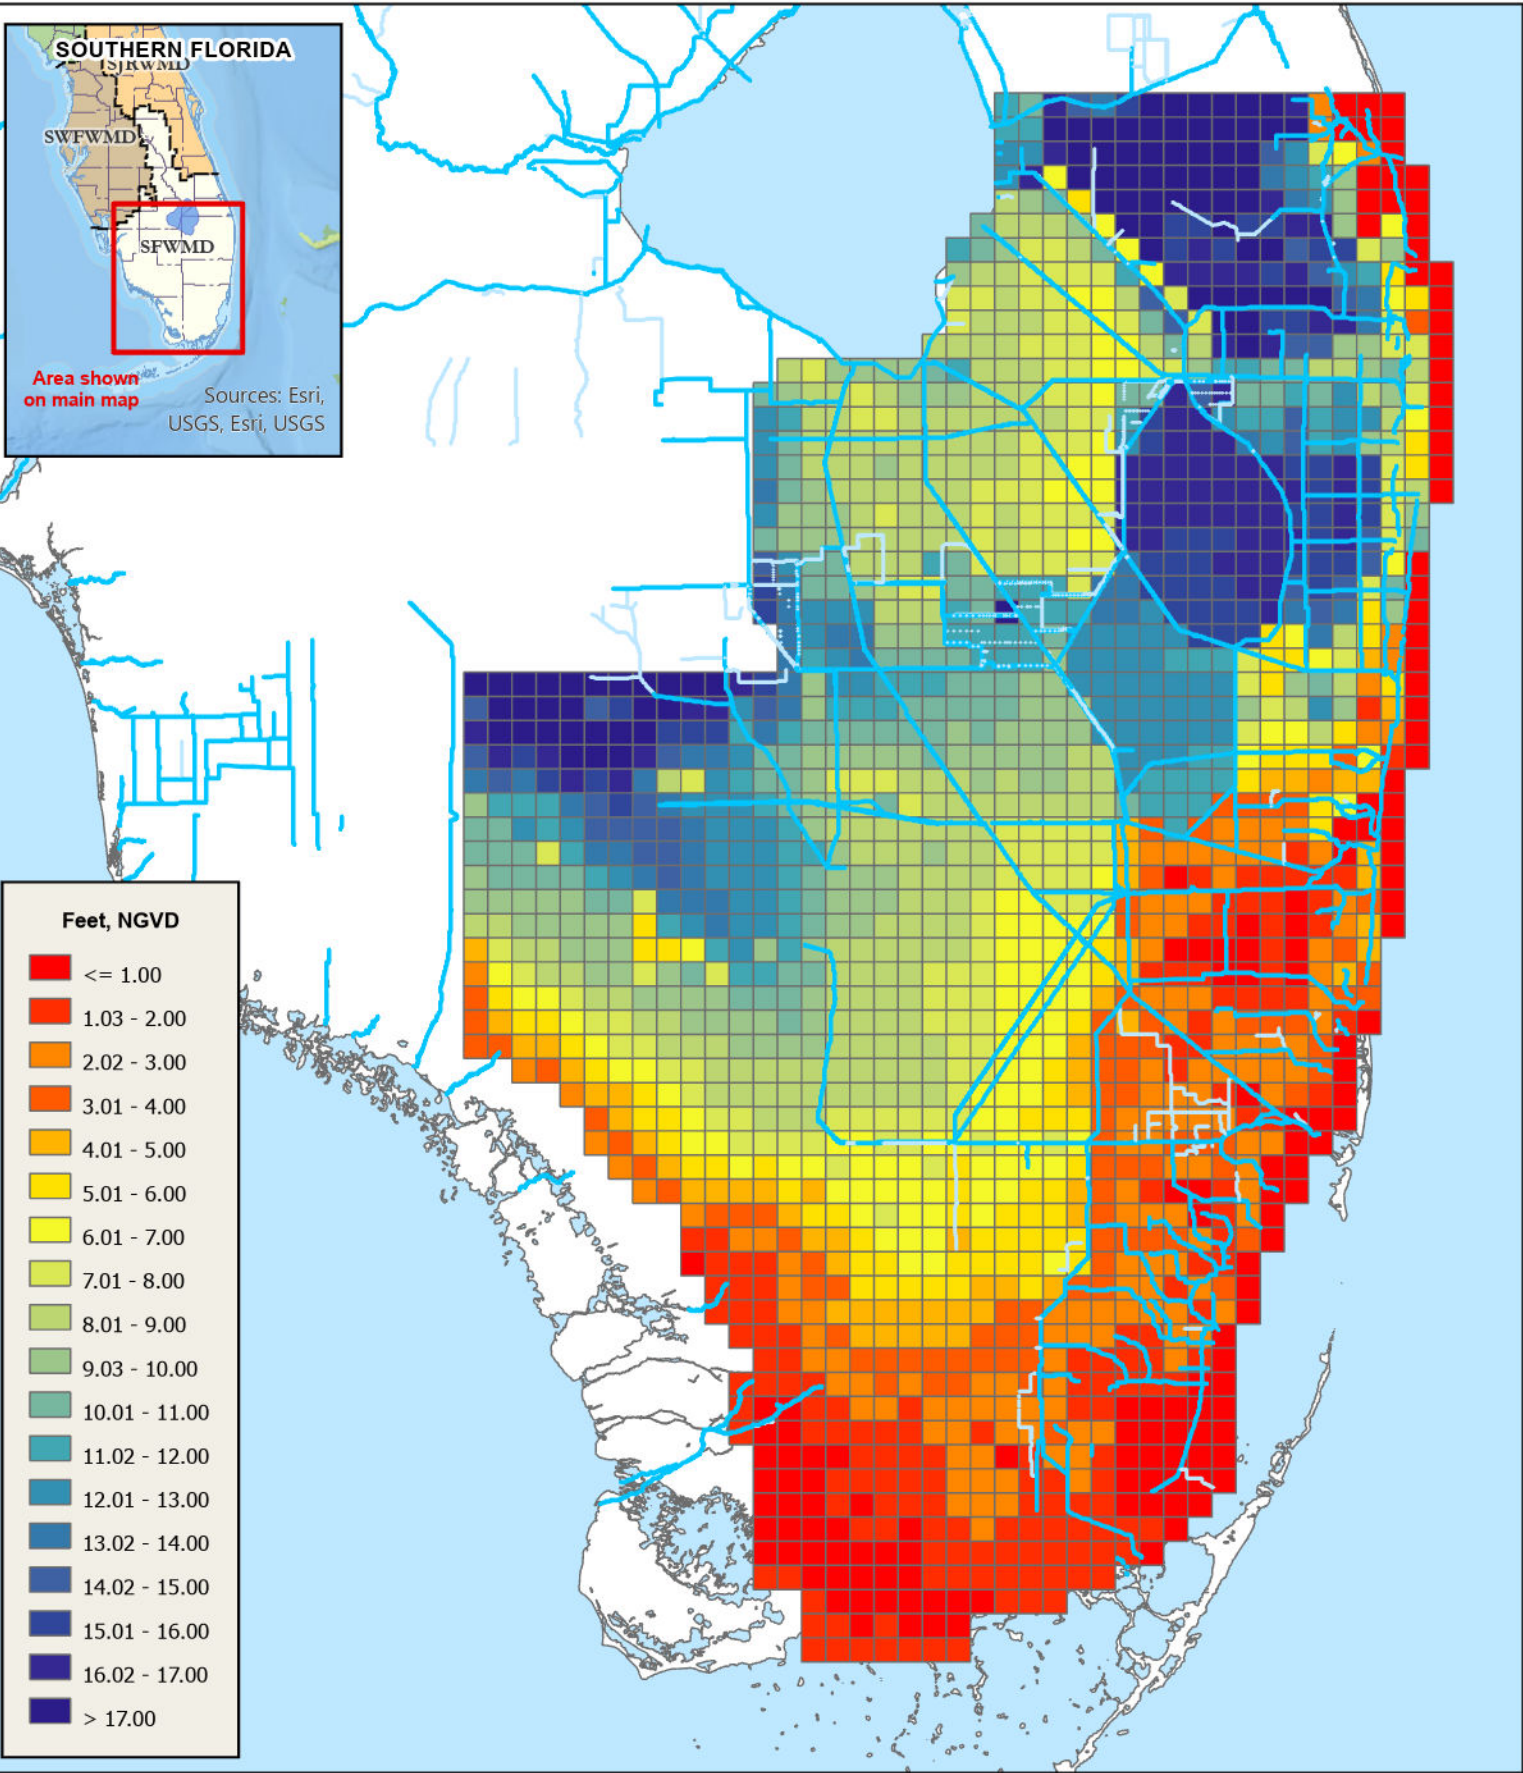 SOUTHERN FLORIDA
SJRWMD
SWFWMD
SFWMD
Area shown
on main map
Sources: Esri,
USGS, Esri, USGS
Feet, NGVD
<= 1.00
1.03 - 2.00
2.02 - 3.00
3.01 - 4.00
4.01 - 5.00
5.01 - 6.00
6.01 - 7.00
7.01 - 8.00
8.01 - 9.00
9.03 - 10.00
10.01 - 11.00
11.02 - 12.00
12.01 - 13.00
13.02 - 14.00
14.02 - 15.00
15.01 - 16.00
16.02 - 17.00
> 17.00